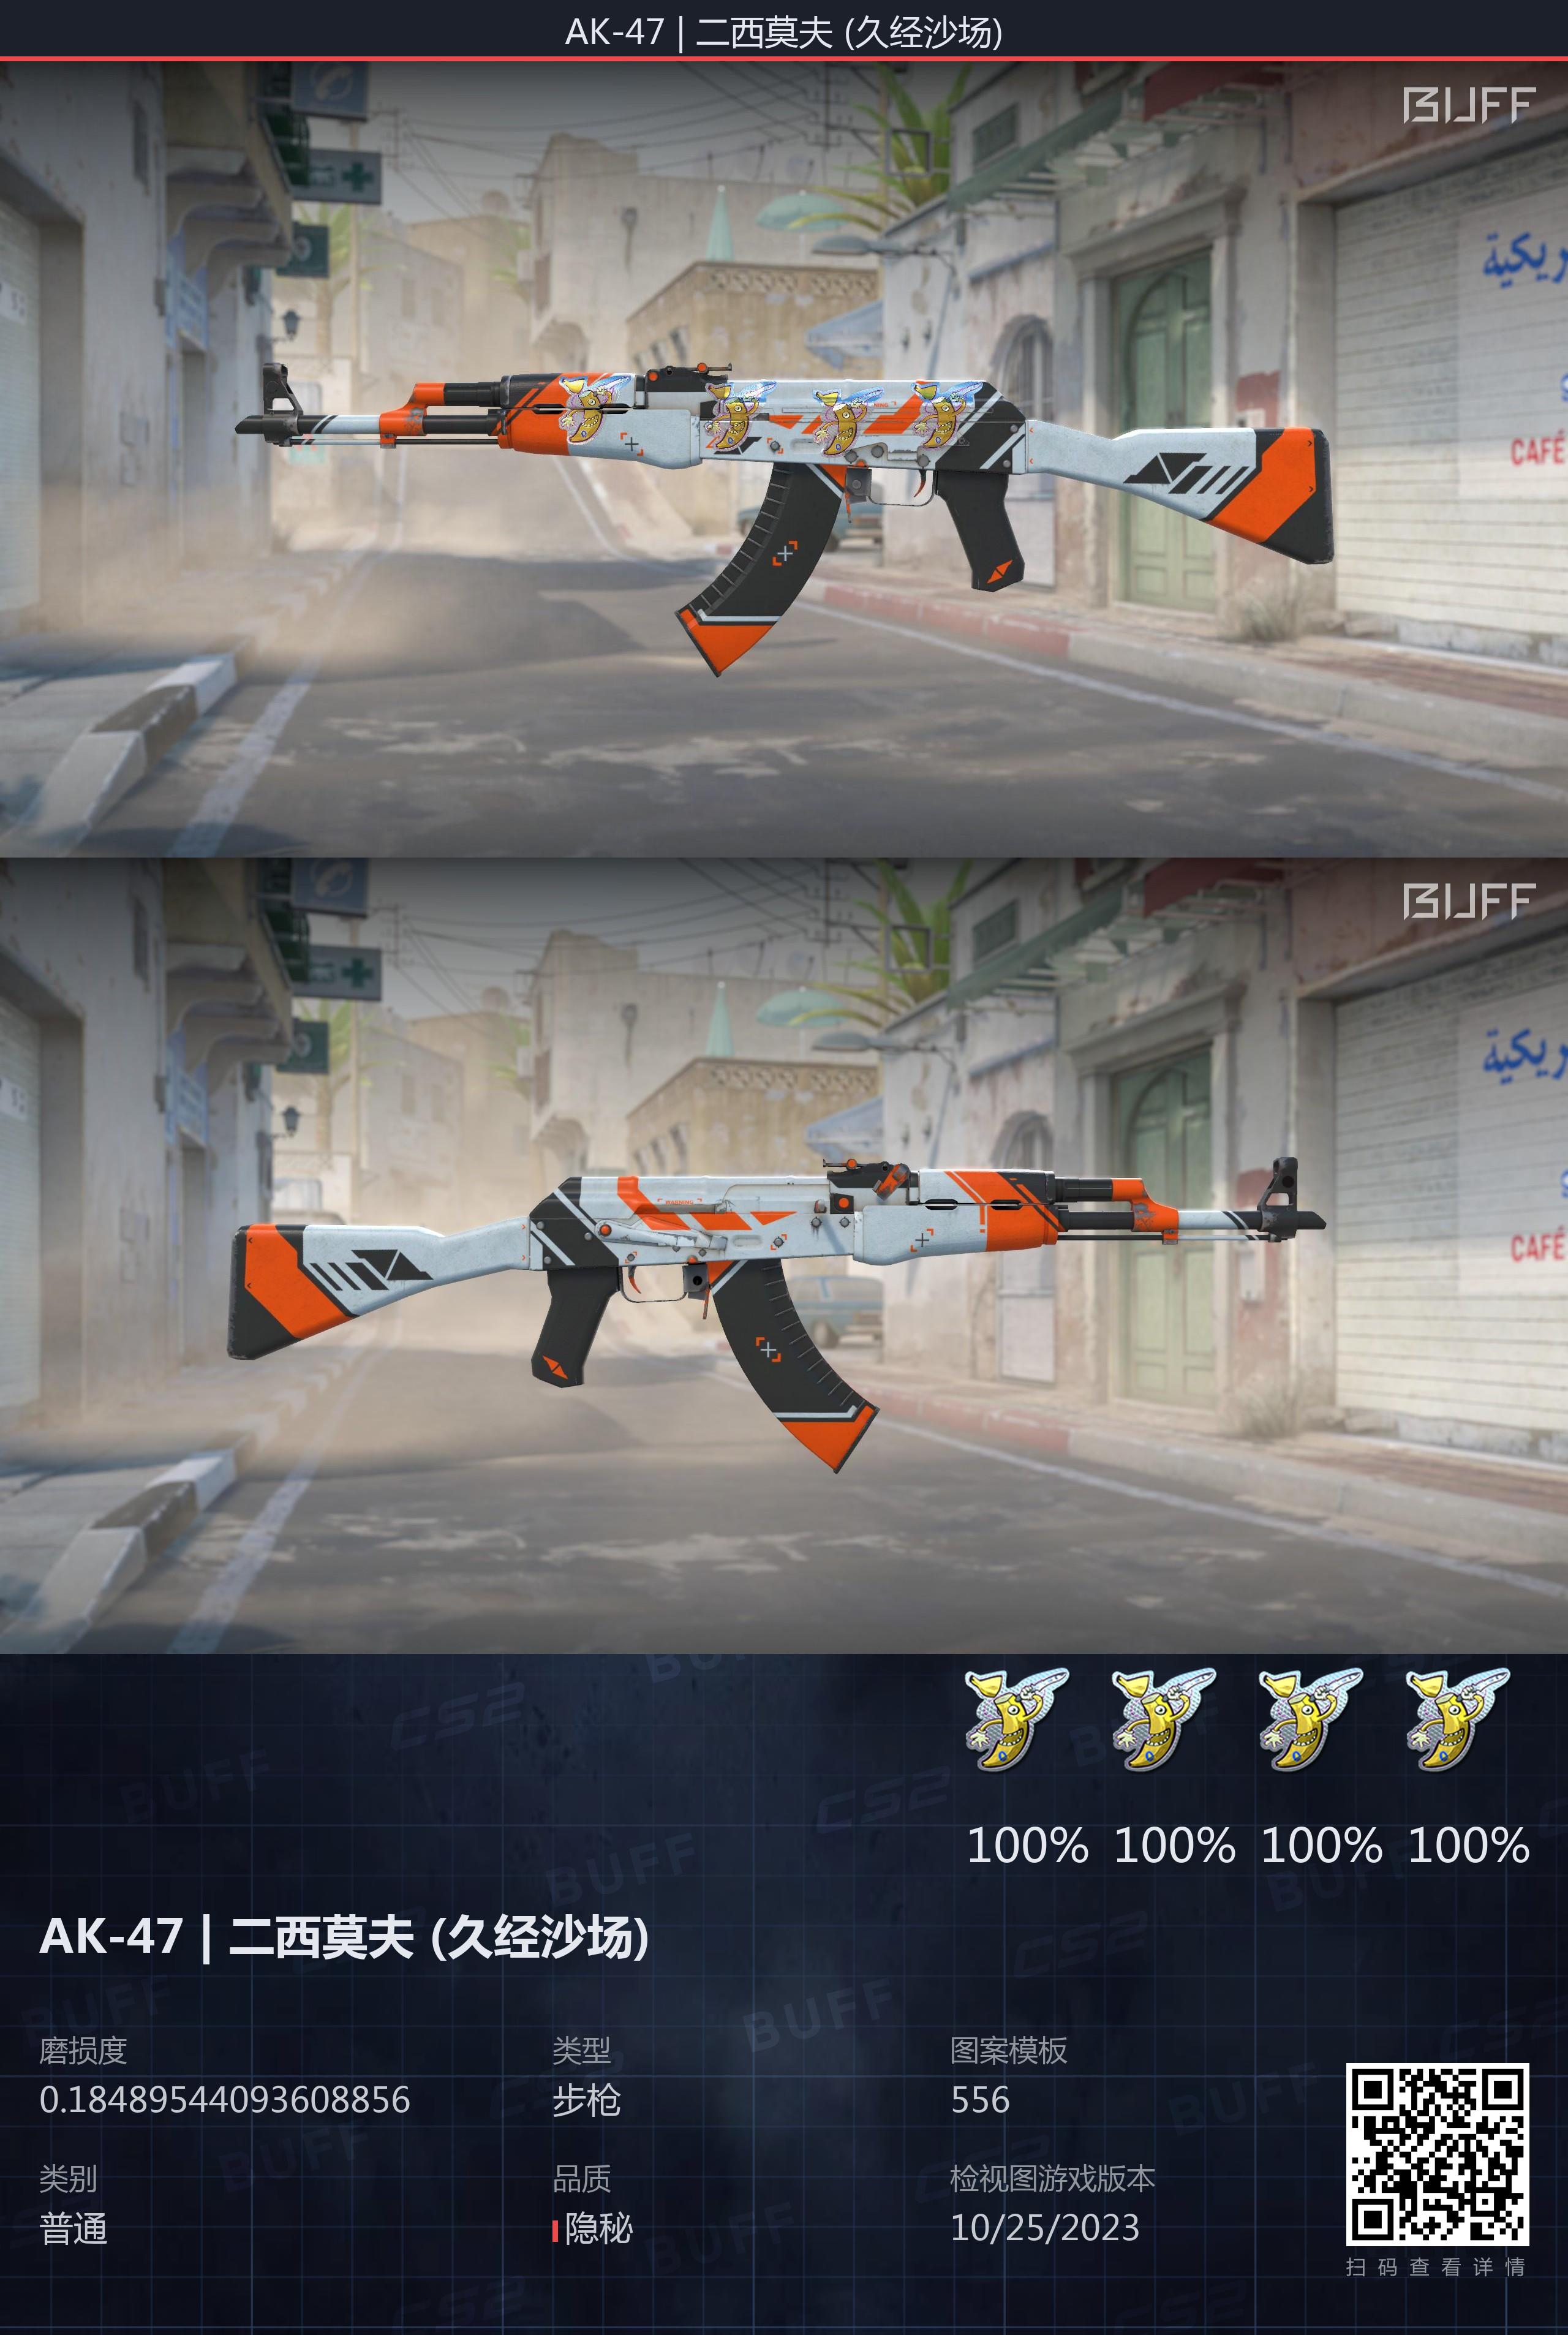 AK-47 | 二西莫夫 (久经沙场)
BUFF
ريكية
CAFÉ
BUFF
ريكية
CAFÉ
100% 100% 100% 100%
AK-47 | 二西莫夫 (久经沙场)
磨损度
0.18489544093608856
类型
步枪
图案模板
556
类别
普通
品质
隐秘
检视图游戏版本
10/25/2023
扫码查看详情